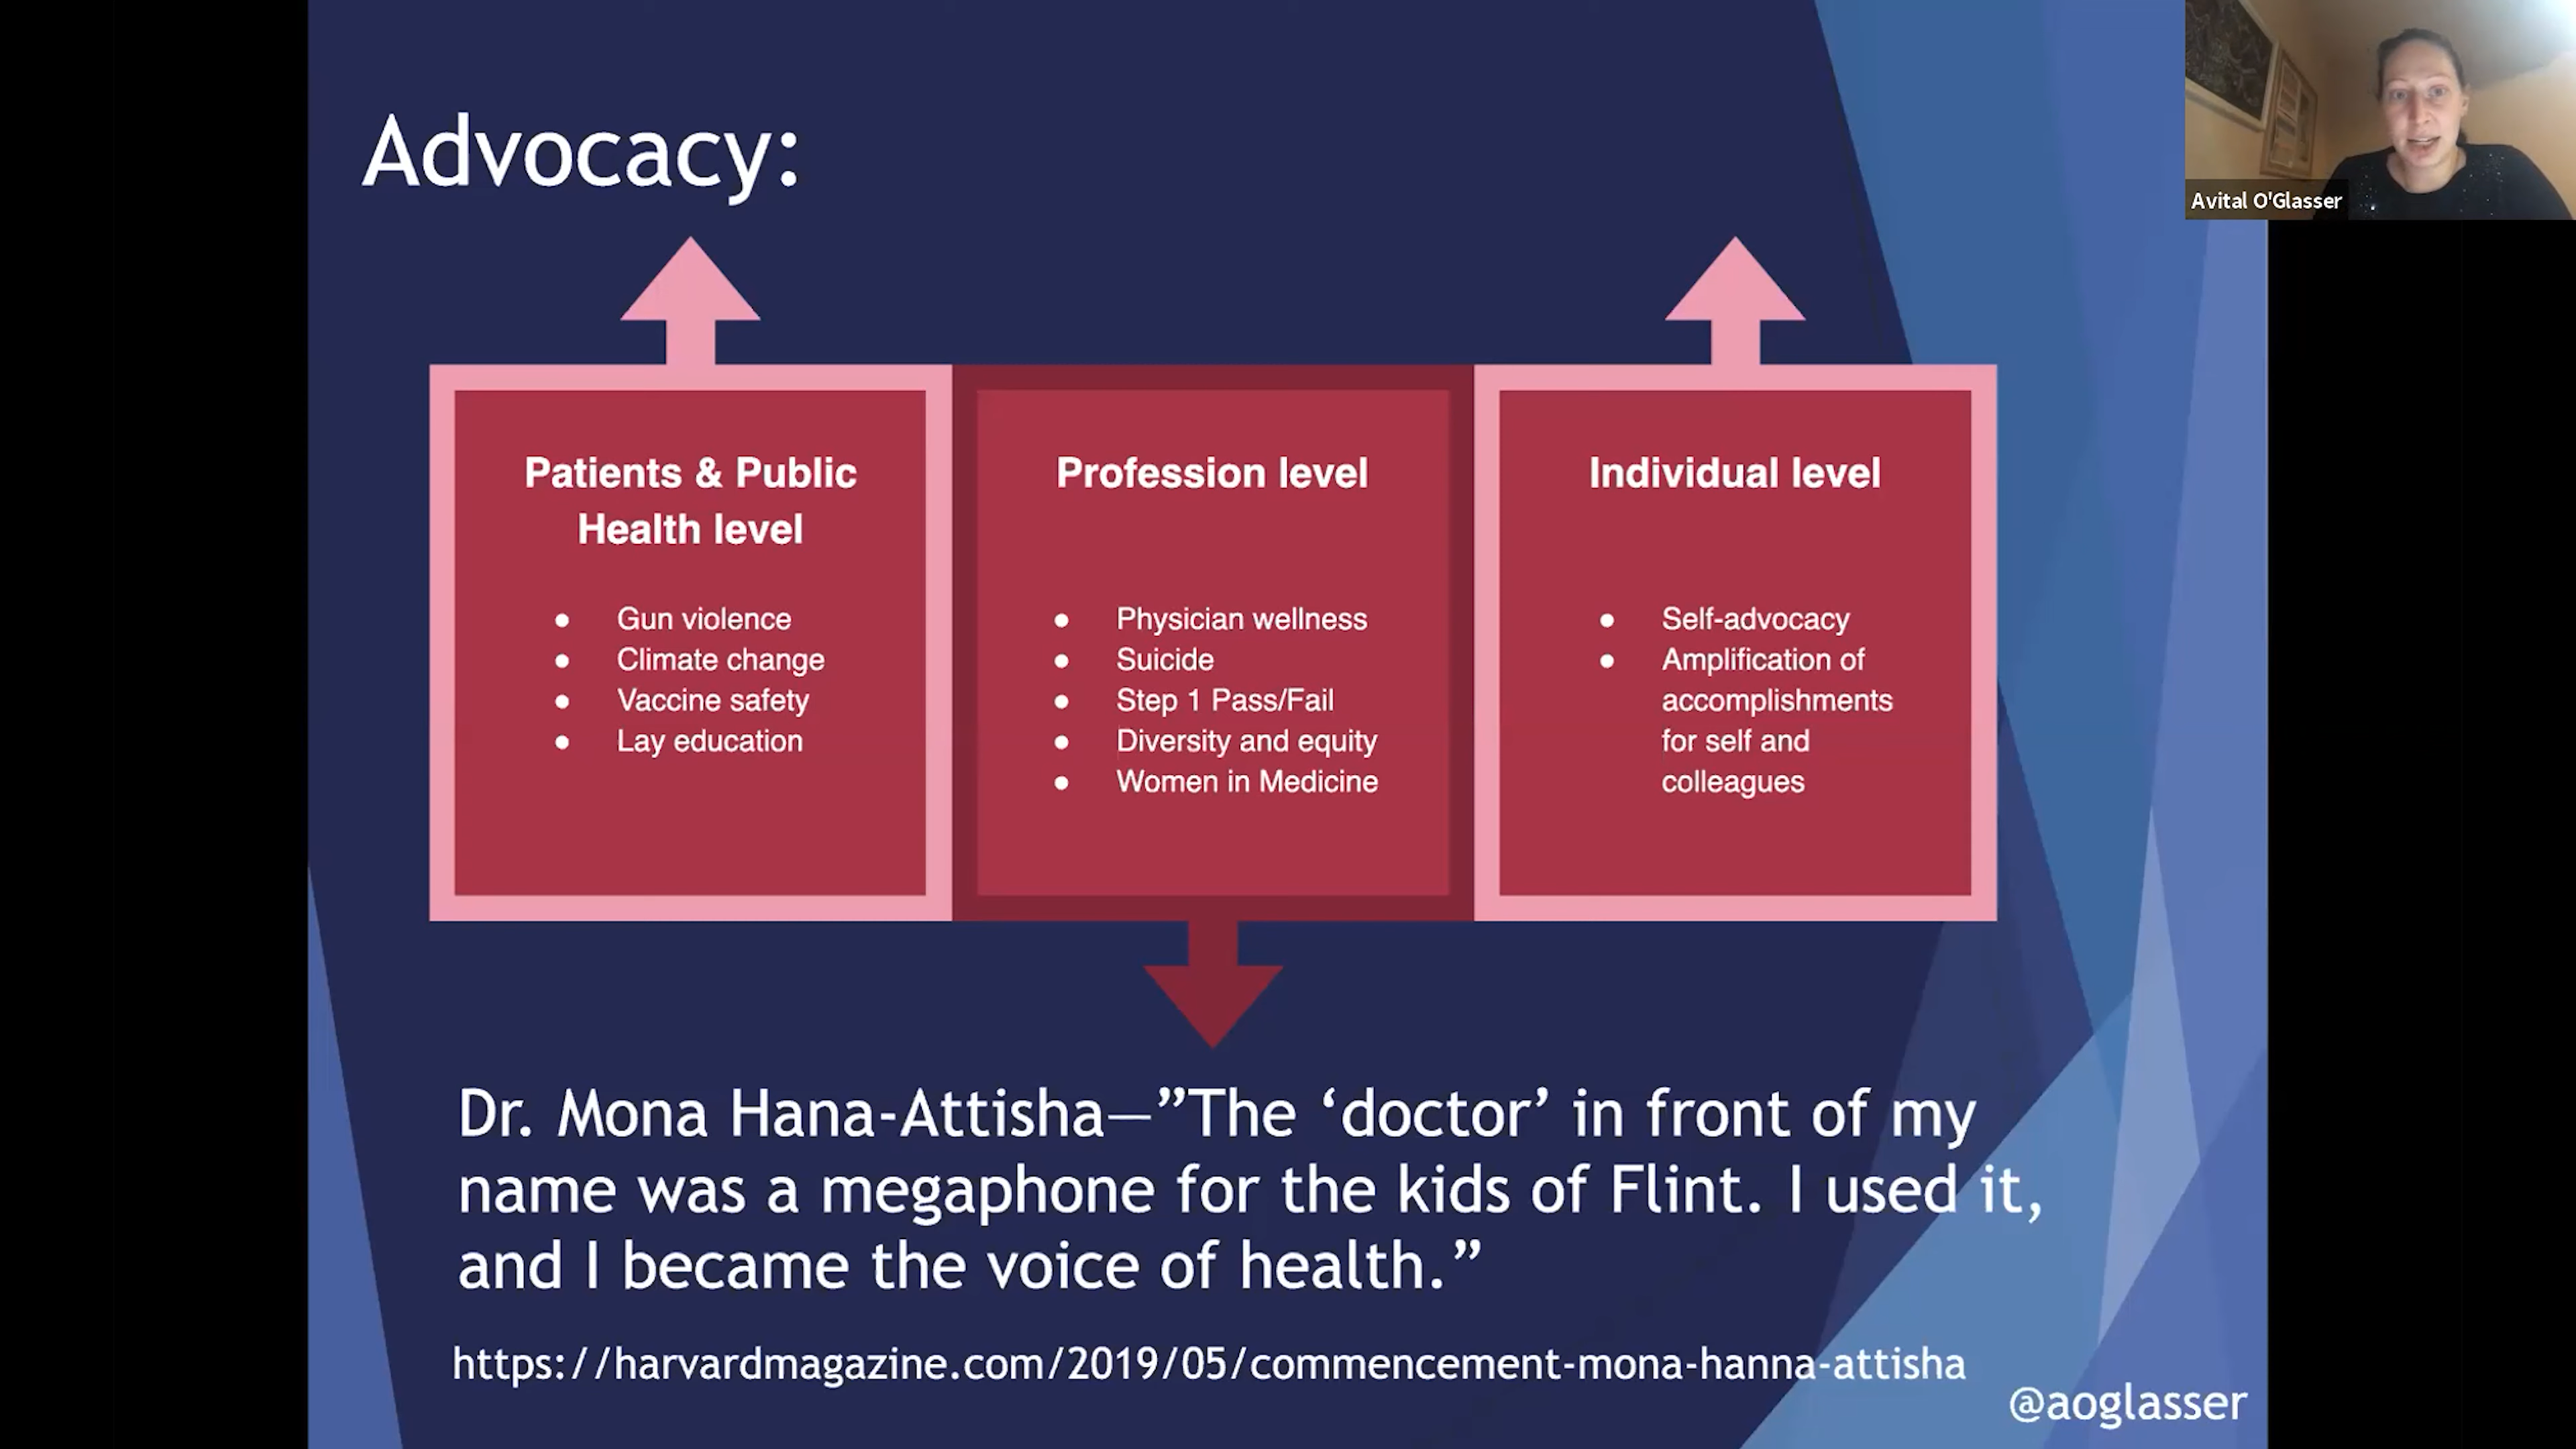 Advocacy:
Avital O'Glasser
Patients & Public
Health level
● Gun violence
● Climate change
● Vaccine safety
● Lay education
Profession level
● Physician wellness
● Suicide
● Step 1 Pass/Fail
● Diversity and equity
● Women in Medicine
Individual level
● Self-advocacy
● Amplification of
accomplishments
for self and
colleagues
Dr. Mona Hana-Attisha—”The ‘doctor’ in front of my
name was a megaphone for the kids of Flint. I used it,
and I became the voice of health.”
https://harvardmagazine.com/2019/05/commencement-mona-hanna-attisha
@aoglasser